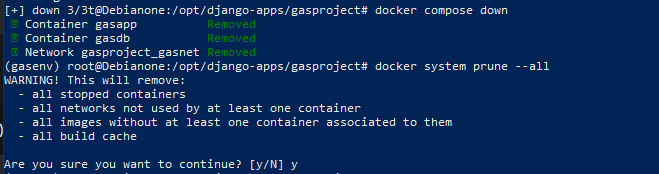 [+] down 3/3t@Debianone:/opt/django-apps/gasproject# docker compose down
Container gasapp Removed
Container gasdb Removed
Network gasproject_gasnet Removed
(gasenv) root@Debianone:/opt/django-apps/gasproject# docker system prune --all
WARNING! This will remove:
- all stopped containers
- all networks not used by at least one container
- all images without at least one container associated to them
- all build cache
Are you sure you want to continue? [y/N] y